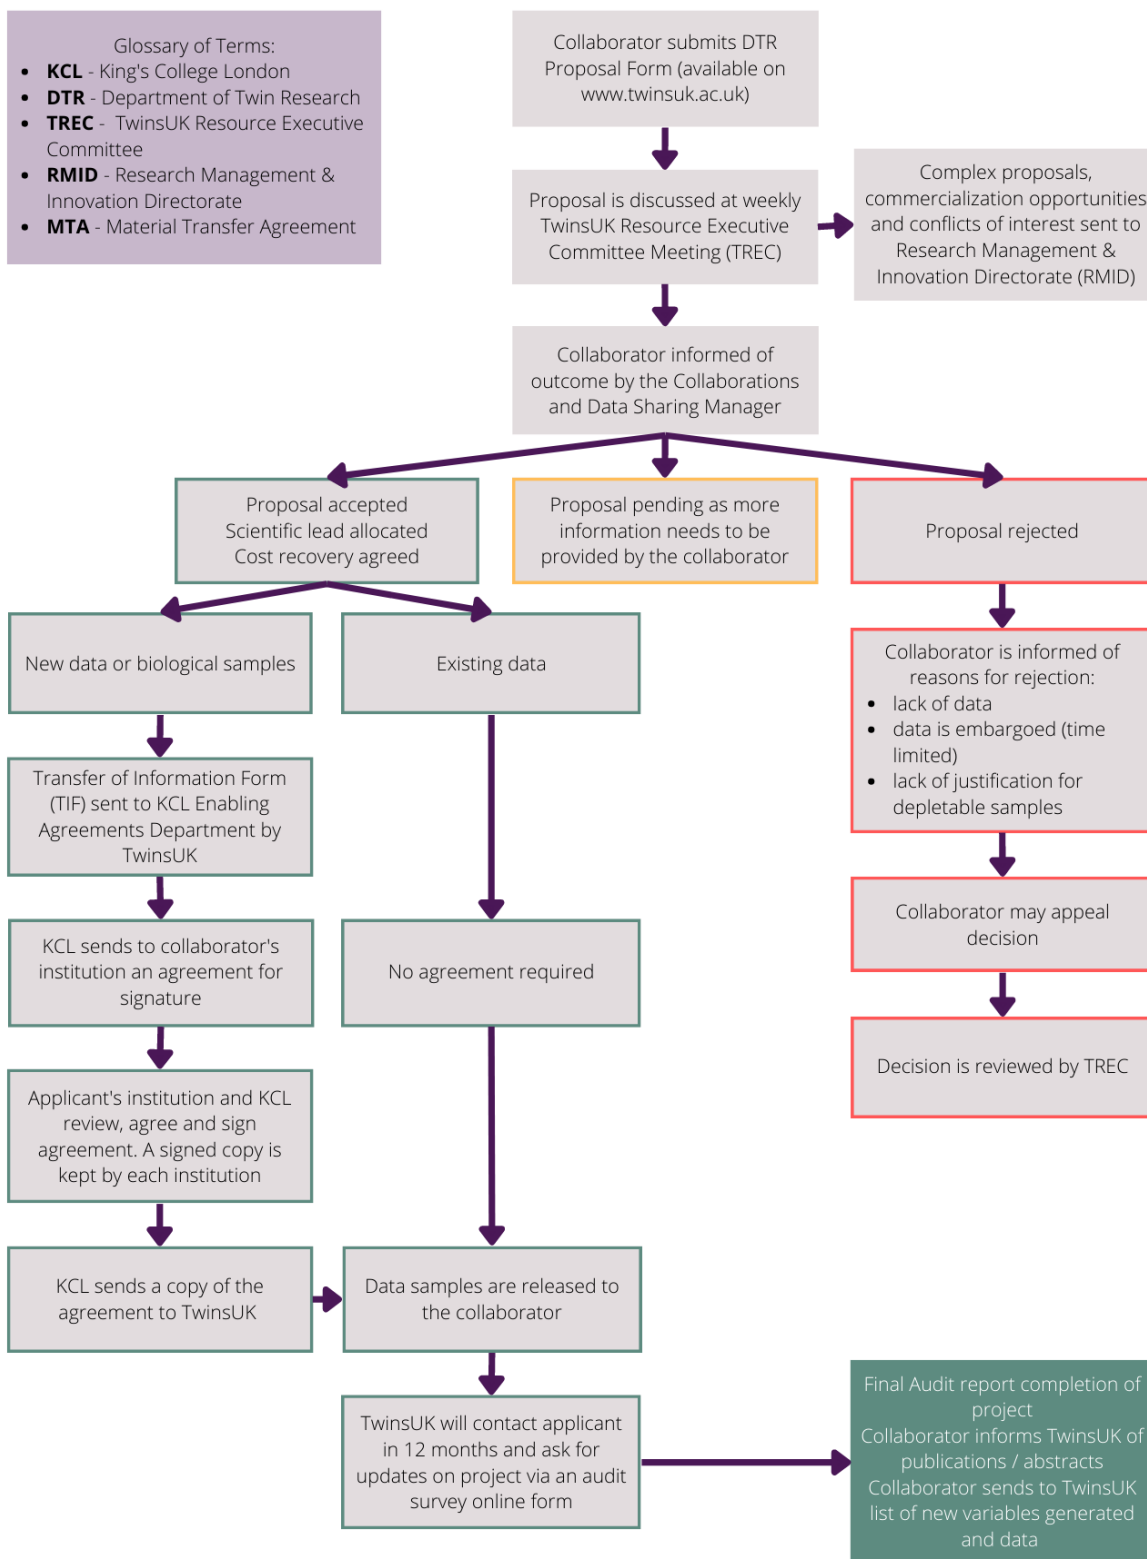 Glossary of Terms:
• KCL - King's College London
• DTR - Department of Twin Research
• TREC - TwinsUK Resource Executive
Committee
• RMID - Research Management &
Innovation Directorate
• MTA - Material Transfer Agreement
Collaborator submits DTR
Proposal Form (available on
www.twinsuk.ac.uk)
Proposal is discussed at weekly
TwinsUK Resource Executive
Committee Meeting (TREC)
Complex proposals,
commercialization opportunities
and conflicts of interest sent to
Research Management &
Innovation Directorate (RMID)
Collaborator informed of
outcome by the Collaborations
and Data Sharing Manager
Proposal accepted
Scientific lead allocated
Cost recovery agreed
Proposal pending as more
information needs to be
provided by the collaborator
Proposal rejected
New data or biological samples
Existing data
Collaborator is informed of
reasons for rejection:
• lack of data
• data is embargoed (time
limited)
• lack of justification for
depletable samples
Transfer of Information Form
(TIF) sent to KCL Enabling
Agreements Department by
TwinsUK
Collaborator may appeal
decision
KCL sends to collaborator's
institution an agreement for
signature
No agreement required
Decision is reviewed by TREC
Applicant's institution and KCL
review, agree and sign
agreement. A signed copy is
kept by each institution
KCL sends a copy of the
agreement to TwinsUK
Data samples are released to
the collaborator
TwinsUK will contact applicant
in 12 months and ask for
updates on project via an audit
survey online form
Final Audit report completion of
project
Collaborator informs TwinsUK of
publications / abstracts
Collaborator sends to TwinsUK
list of new variables generated
and data